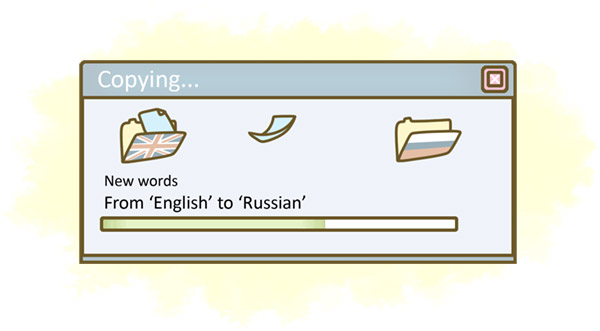 Copying...
New words
From ‘English’ to ‘Russian’